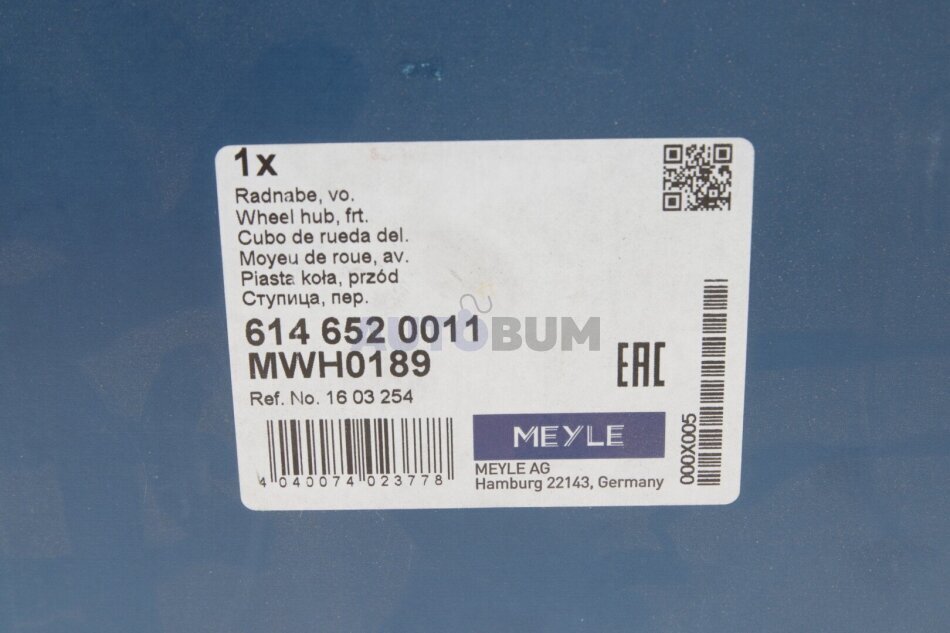 1x
Radnabe, vo.
Wheel hub, frt.
Cubo de rueda del.
Moyeu de roue, av.
Piasta koła, przód
Ступица, пер.
614 652 0011
AUTOBUM
MWH0189
EAC
Ref. No. 16 03 254
MEYLE
4 040074 023778
MEYLE AG
Hamburg 22143, Germany
000X005